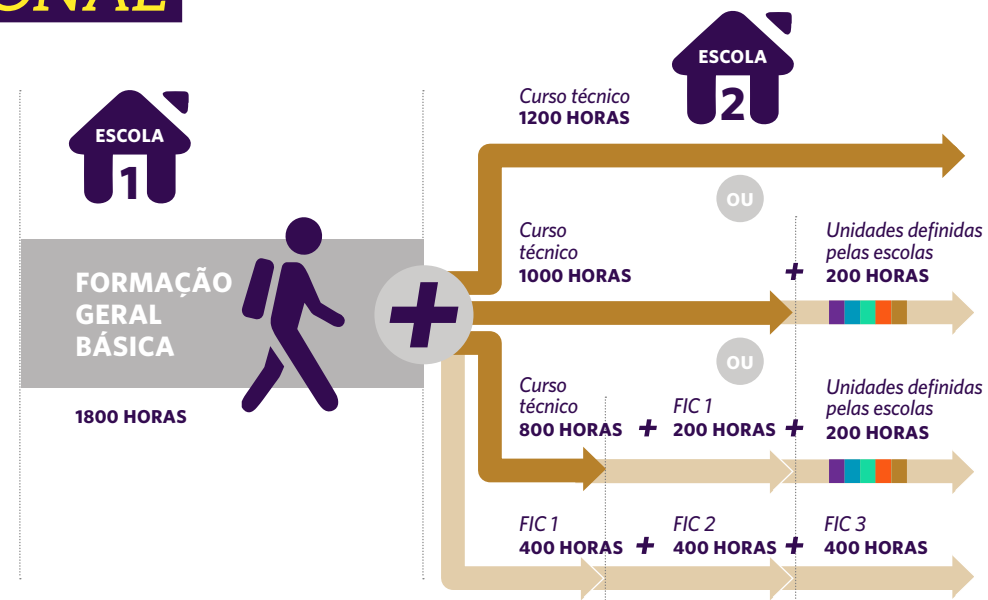 ESCOLA
1
FORMAÇÃO
GERAL
BÁSICA
1800 HORAS
+
ESCOLA
2
Curso técnico
1200 HORAS
OU
Curso
técnico
1000 HORAS
+
Unidades definidas
pelas escolas
200 HORAS
OU
Curso
técnico
800 HORAS
+
FIC 1
200 HORAS
+
Unidades definidas
pelas escolas
200 HORAS
FIC 1
400 HORAS
+
FIC 2
400 HORAS
+
FIC 3
400 HORAS